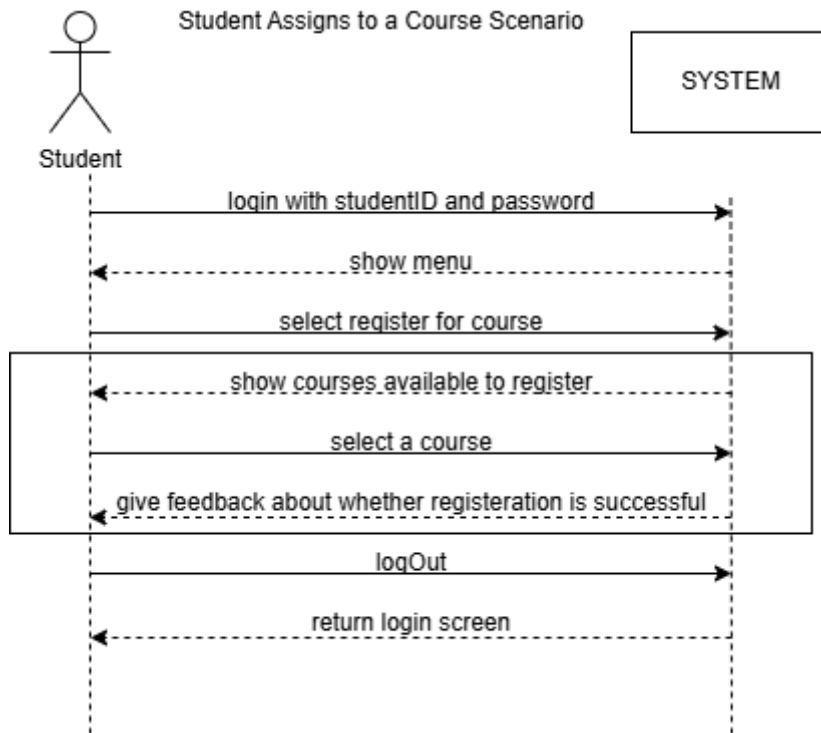 Student Assigns to a Course Scenario
SYSTEM
Student
login with studentID and password
show menu
select register for course
show courses available to register
select a course
give feedback about whether registeration is successful
logOut
return login screen